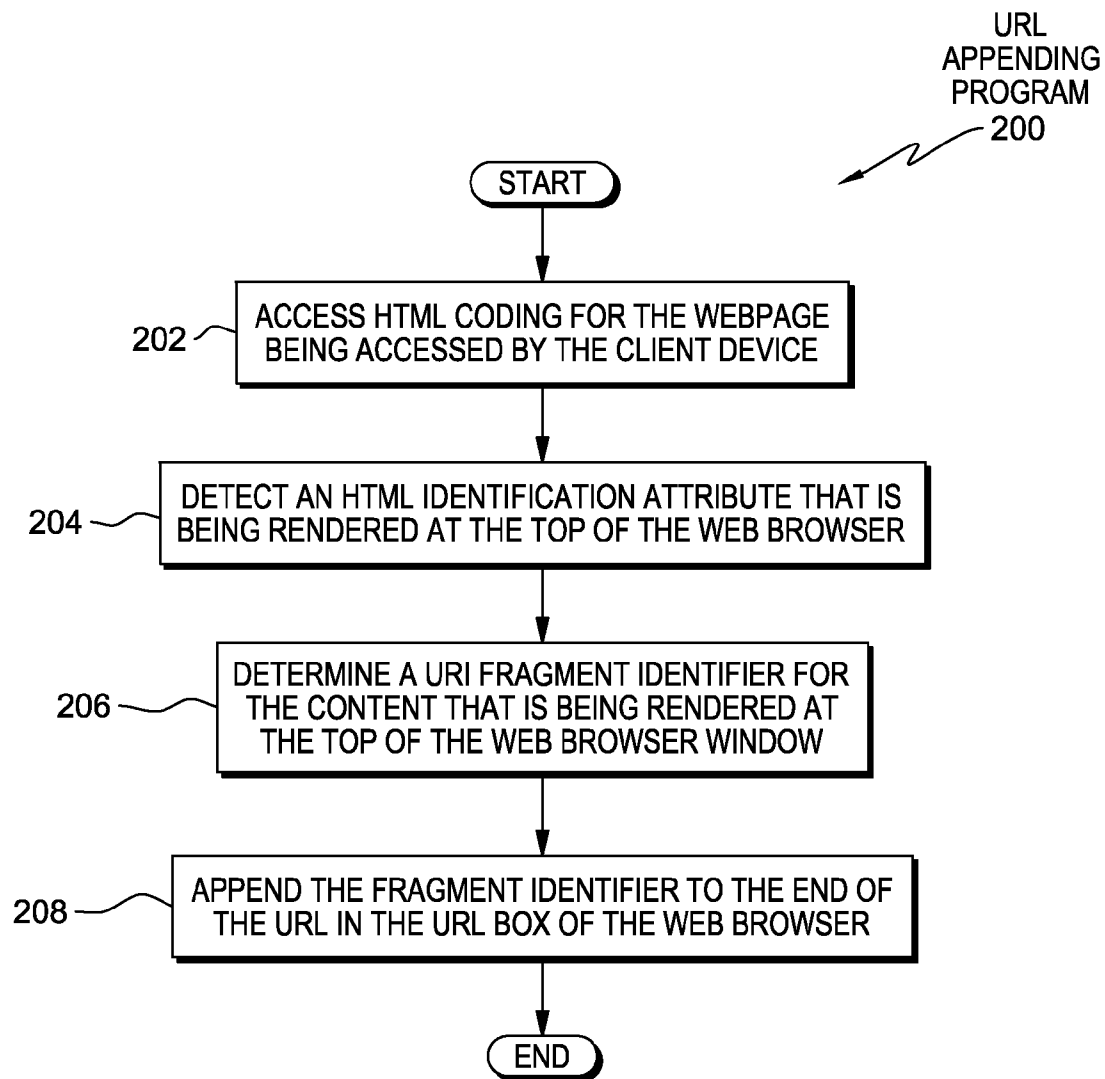 URL
APPENDING
PROGRAM
200
START
202
ACCESS HTML CODING FOR THE WEBPAGE
BEING ACCESSED BY THE CLIENT DEVICE
204
DETECT AN HTML IDENTIFICATION ATTRIBUTE THAT IS
BEING RENDERED AT THE TOP OF THE WEB BROWSER
206
DETERMINE A URI FRAGMENT IDENTIFIER FOR
THE CONTENT THAT IS BEING RENDERED AT
THE TOP OF THE WEB BROWSER WINDOW
208
APPEND THE FRAGMENT IDENTIFIER TO THE END OF
THE URL IN THE URL BOX OF THE WEB BROWSER
END